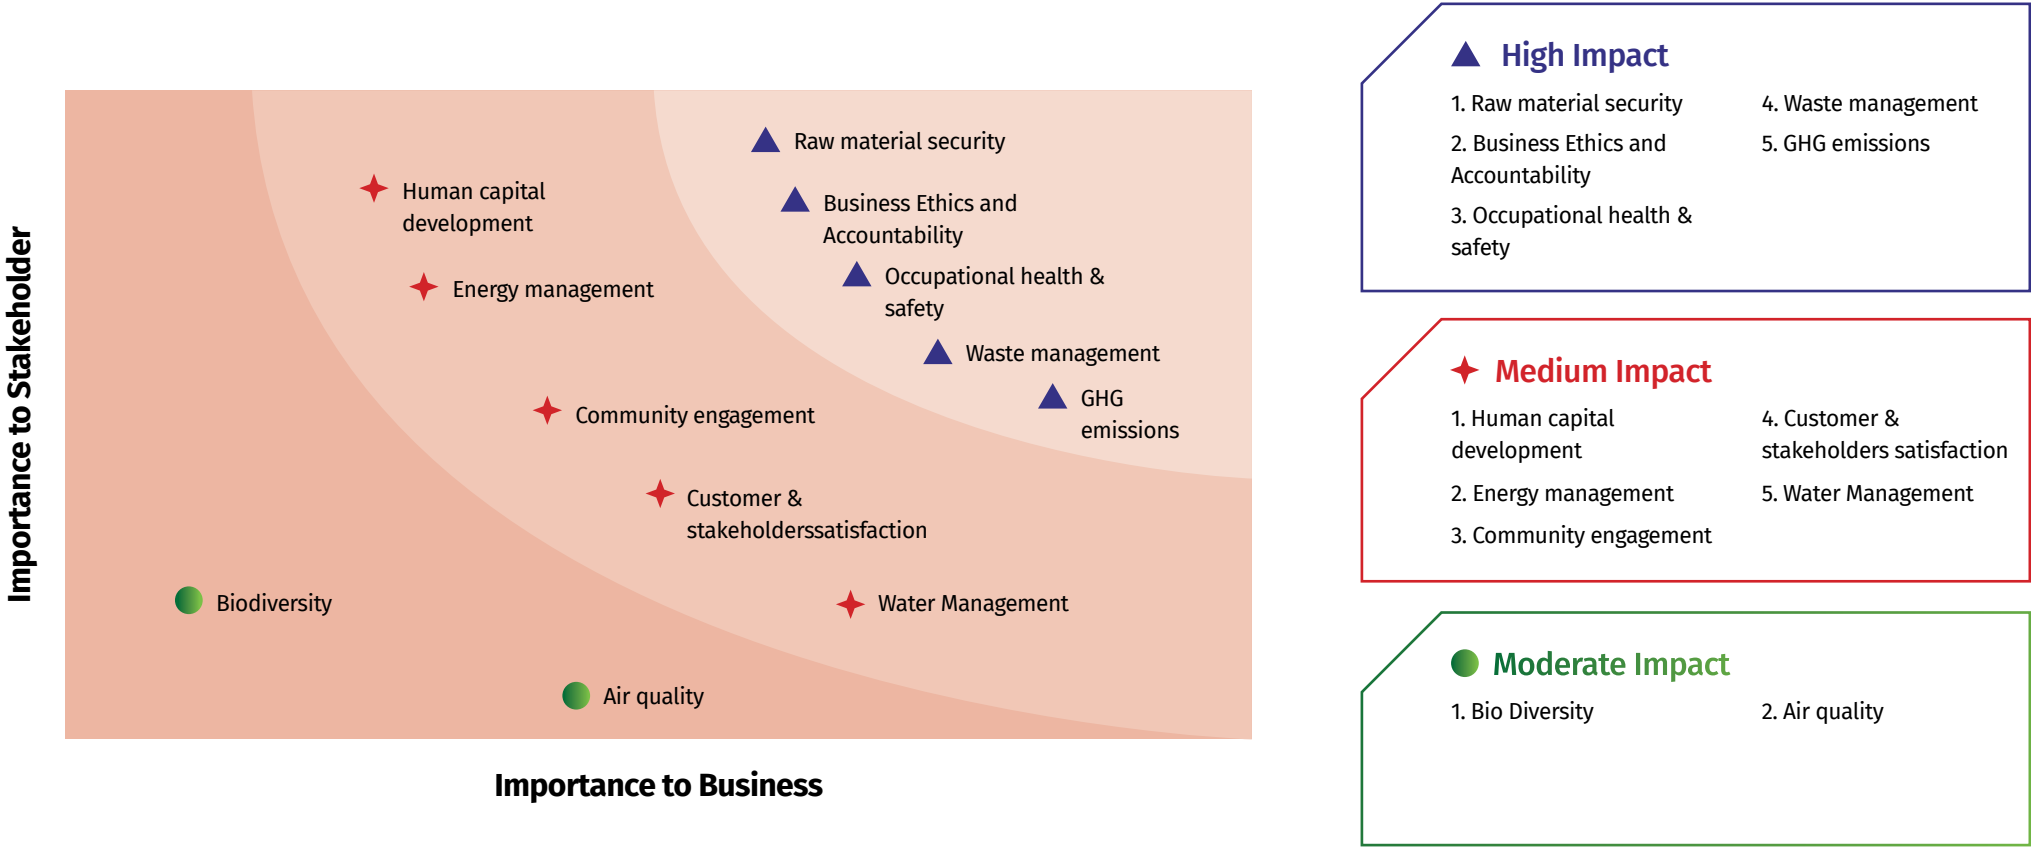 Importance to Stakeholder
Raw material security
Human capital
development
Business Ethics and
Accountability
Energy management
Occupational health &
safety
Waste management
GHG
emissions
Community engagement
Customer &
stakeholderssatisfaction
Biodiversity
Water Management
Air quality
Importance to Business
High Impact
1. Raw material security
2. Business Ethics and
Accountability
3. Occupational health &
safety
4. Waste management
5. GHG emissions
Medium Impact
1. Human capital
development
2. Energy management
3. Community engagement
4. Customer &
stakeholders satisfaction
5. Water Management
Moderate Impact
1. Bio Diversity
2. Air quality